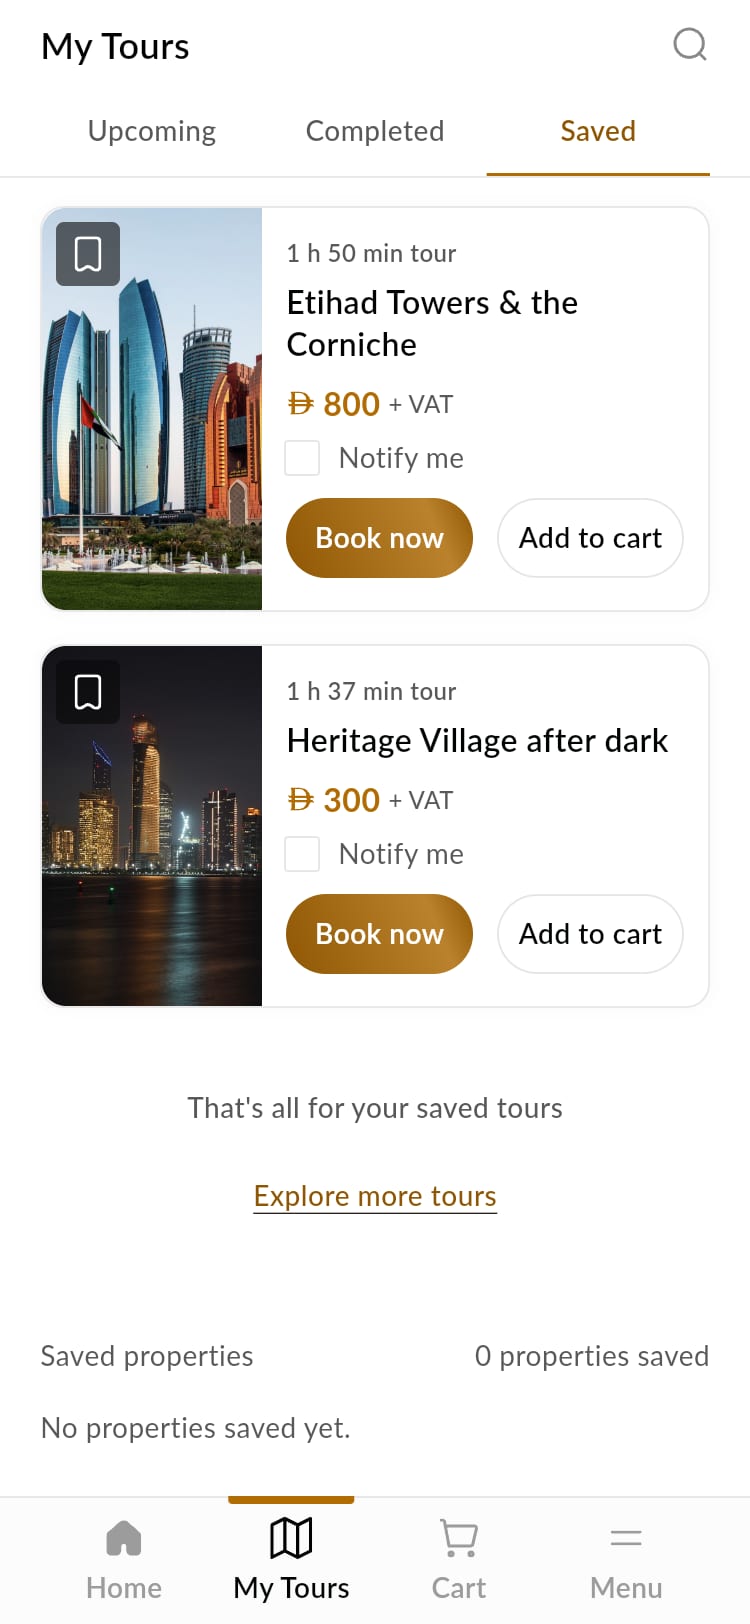 My Tours
Upcoming
Completed
Saved
1 h 50 min tour
Etihad Towers & the
Corniche
800 + VAT
Notify me
Book now
Add to cart
1 h 37 min tour
Heritage Village after dark
300 + VAT
Notify me
Book now
Add to cart
That's all for your saved tours
Explore more tours
Saved properties
0 properties saved
No properties saved yet.
Home
My Tours
Cart
Menu